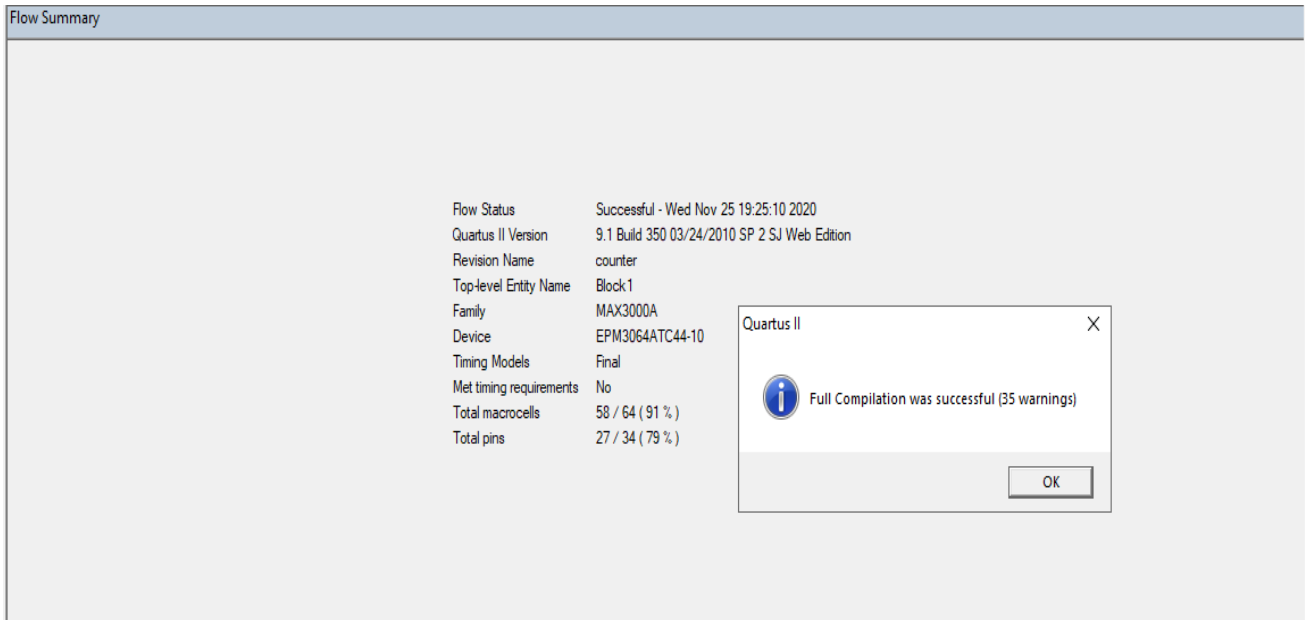 Flow Summary
Flow Status Successful - Wed Nov 25 19:25:10 2020
Quartus II Version 9.1 Build 350 03/24/2010 SP 2 SJ Web Edition
Revision Name counter
Top-level Entity Name Block1
Family MAX3000A
Device EPM3064ATC44-10
Timing Models Final
Met timing requirements No
Total macrocells 58 / 64 ( 91 % )
Total pins 27 / 34 ( 79 % )
Quartus II
Full Compilation was successful (35 warnings)
OK